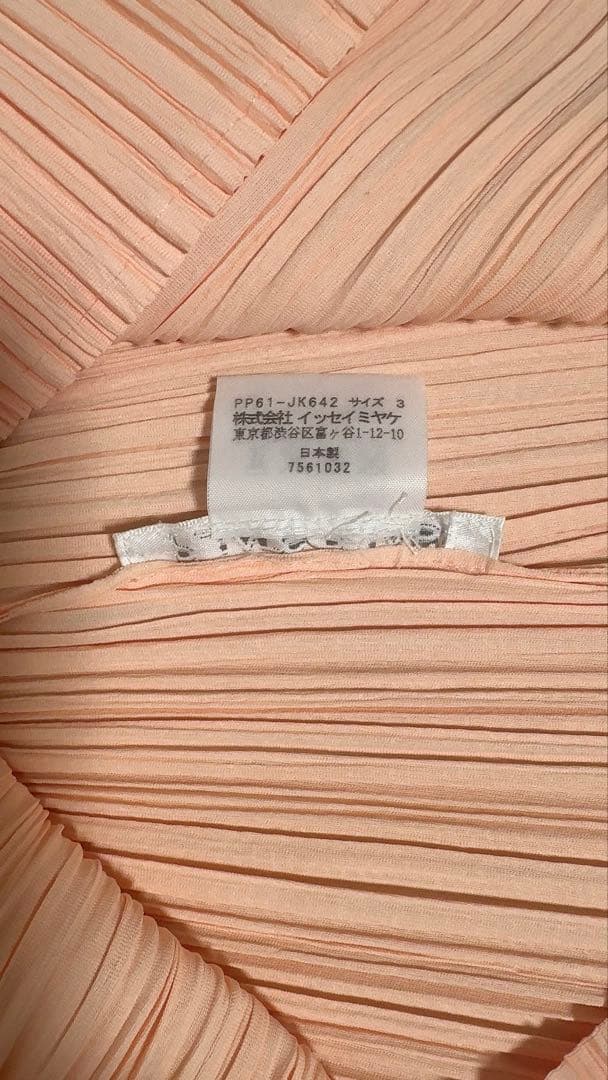 PP61-JK642 サイズ 3
株式会社 イッセイミヤケ
東京都渋谷区富ヶ谷1-12-10
日本製
7561032